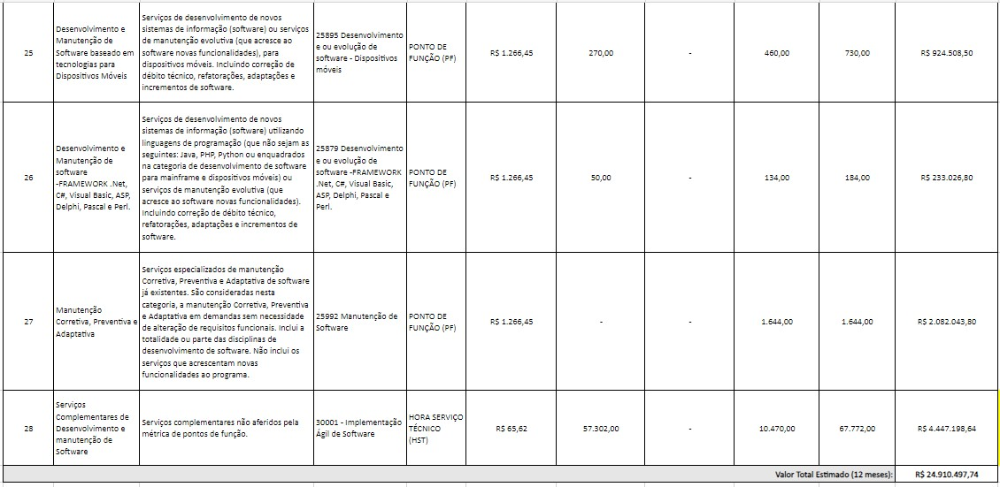 25
Desenvolvimento e
Manutenção de
Software baseado em
tecnologias para
Dispositivos Móveis
Serviços de desenvolvimento de novos
sistemas de informação (software) ou serviços
de manutenção evolutiva (que acresce ao
software novas funcionalidades), para
dispositivos móveis. Incluindo correção de
débito técnico, refatorações, adaptações e
incrementos de software.
25895 Desenvolvimento
e ou evolução de
software - Dispositivos
móveis
PONTO DE
FUNÇÃO (PF)
R$ 1.266,45
270,00
-
460,00
730,00
R$ 924.508,50
26
Desenvolvimento e
Manutenção de
software
-FRAMEWORK .Net,
C#, Visual Basic, ASP,
Delphi, Pascal e Perl.
Serviços de desenvolvimento de novos
sistemas de informação (software) utilizando
linguagens de programação (que não sejam as
seguintes: Java, PHP, Python ou enquadrados
na categoria de desenvolvimento de software
para mainframe e dispositivos móveis) ou
serviços de manutenção evolutiva (que
acresce ao software novas funcionalidades).
Incluindo correção de débito técnico,
refatorações, adaptações e incrementos de
software.
25879 Desenvolvimento
e ou evolução de
software -FRAMEWORK
.Net, C#, Visual Basic,
ASP, Delphi, Pascal e
Perl.
PONTO DE
FUNÇÃO (PF)
R$ 1.266,45
50,00
-
134,00
184,00
R$ 233.026,80
27
Manutenção
Corretiva, Preventiva e
Adaptativa
Serviços especializados de manutenção
Corretiva, Preventiva e Adaptativa de software
já existentes. São consideradas nesta
categoria, a manutenção Corretiva, Preventiva
e Adaptativa em demandas sem necessidade
de alteração de requisitos funcionais. Inclui a
totalidade ou parte das disciplinas de
desenvolvimento de software. Não inclui os
serviços que acrescentam novas
funcionalidades ao programa.
25992 Manutenção de
Software
PONTO DE
FUNÇÃO (PF)
R$ 1.266,45
-
-
1.644,00
1.644,00
R$ 2.082.043,80
28
Serviços
Complementares de
Desenvolvimento e
manutenção de
Software
Serviços complementares não aferidos pela
métrica de pontos de função.
30001 - Implementação
Ágil de Software
HORA SERVIÇO
TÉCNICO
(HST)
R$ 65,62
57.302,00
-
10.470,00
67.772,00
R$ 4.447.198,64
Valor Total Estimado (12 meses):
R$ 24.910.497,74